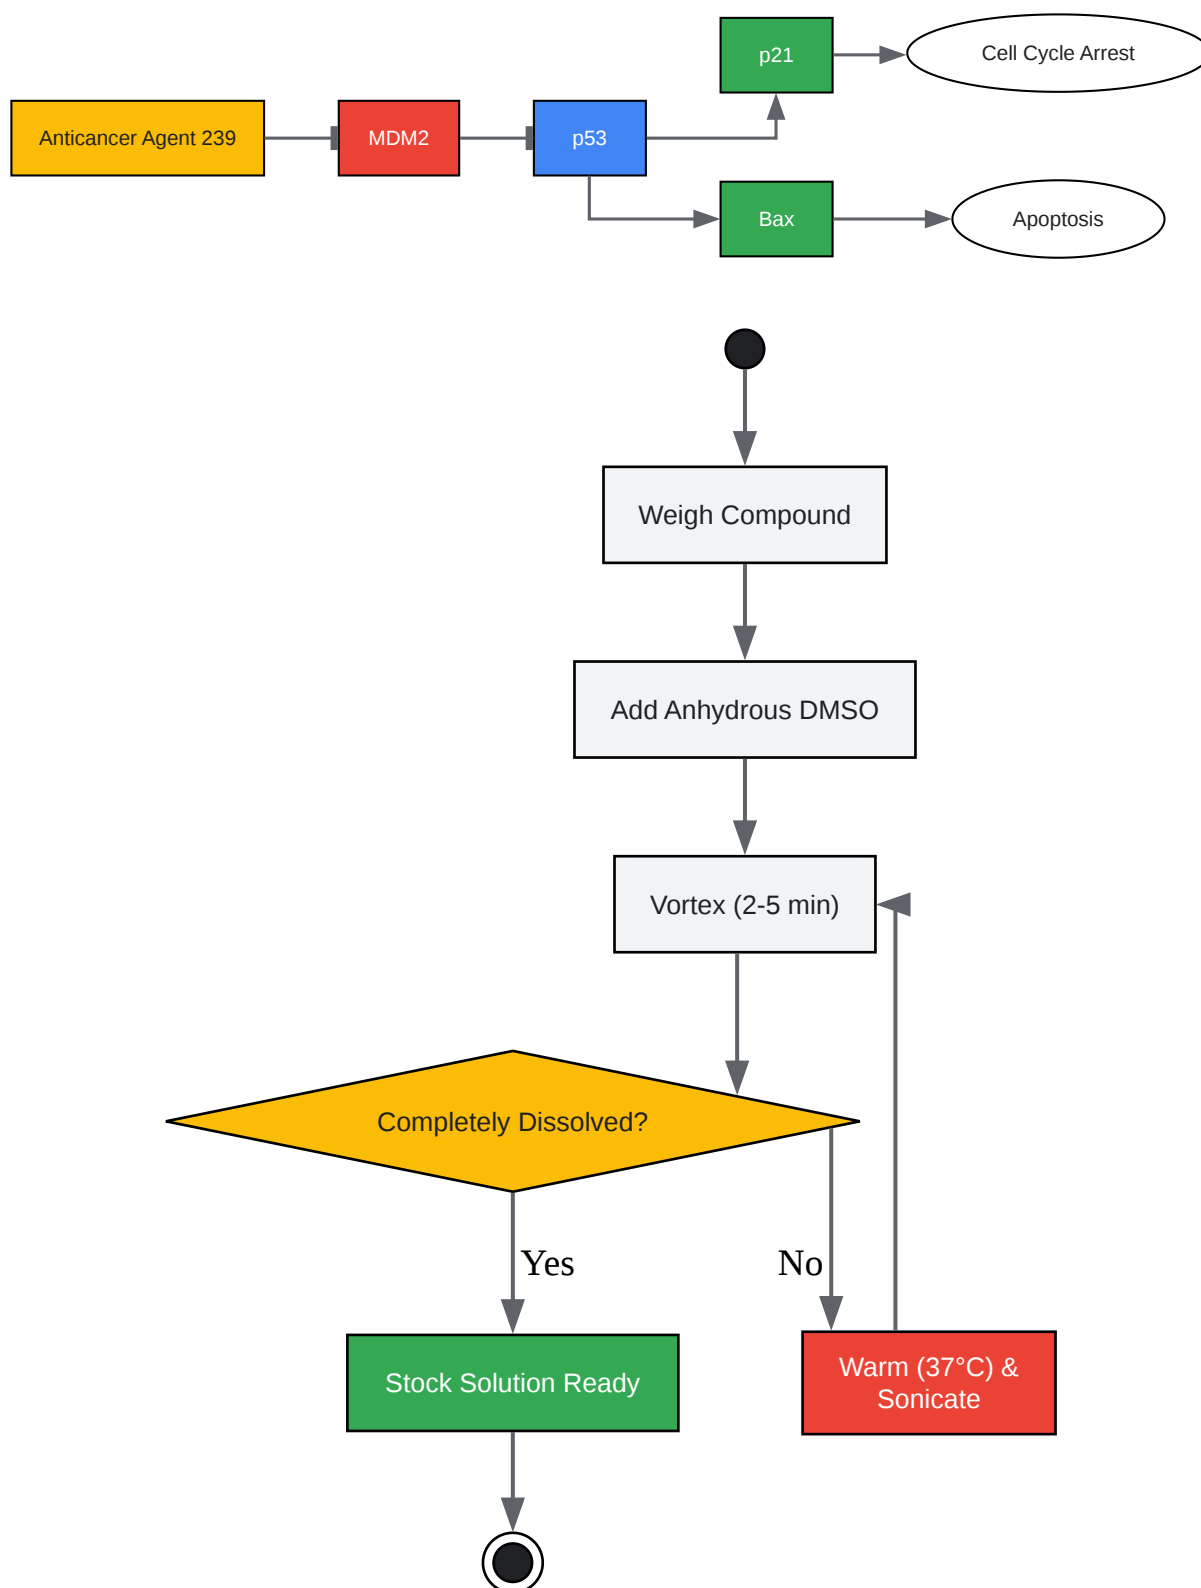 p21
Cell Cycle Arrest
Anticancer Agent 239
MDM2
p53
Bax
Apoptosis
Weigh Compound
Add Anhydrous DMSO
Vortex (2-5 min)
Completely Dissolved?
Yes
No
Stock Solution Ready
Warm (37°C) &
Sonicate